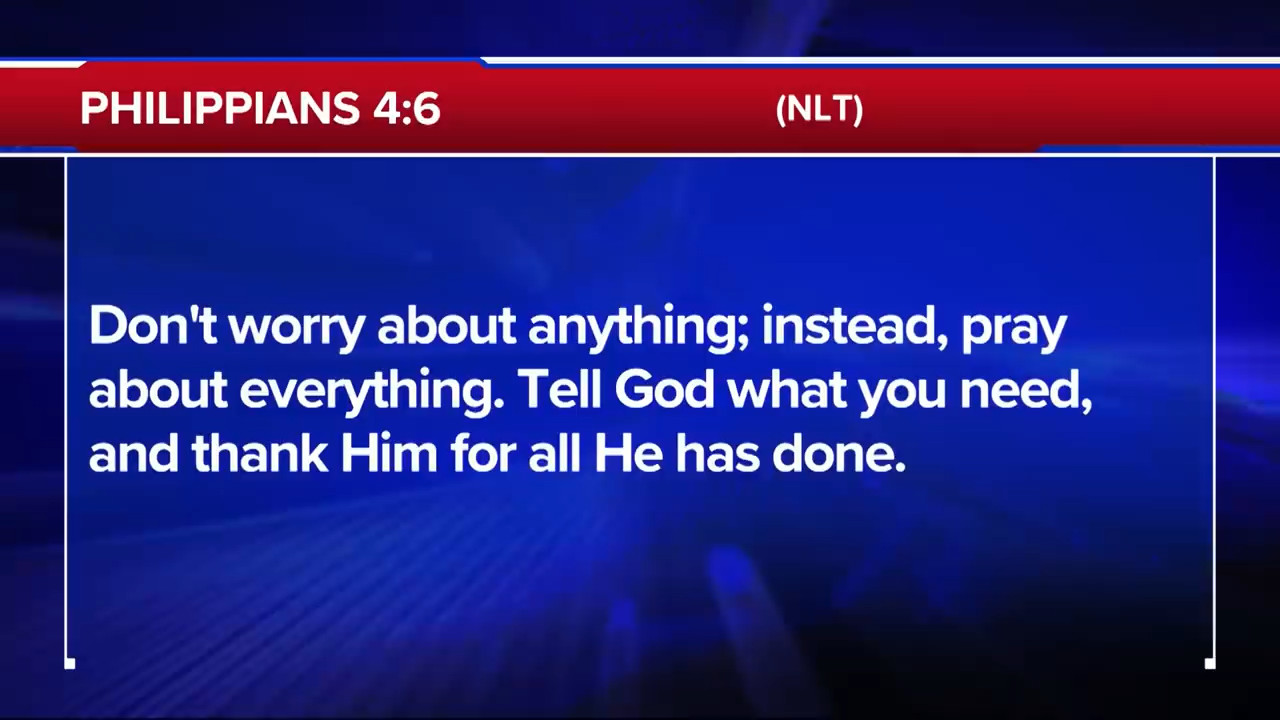 PHILIPPIANS 4:6 (NLT)
Don't worry about anything; instead, pray
about everything. Tell God what you need,
and thank Him for all He has done.